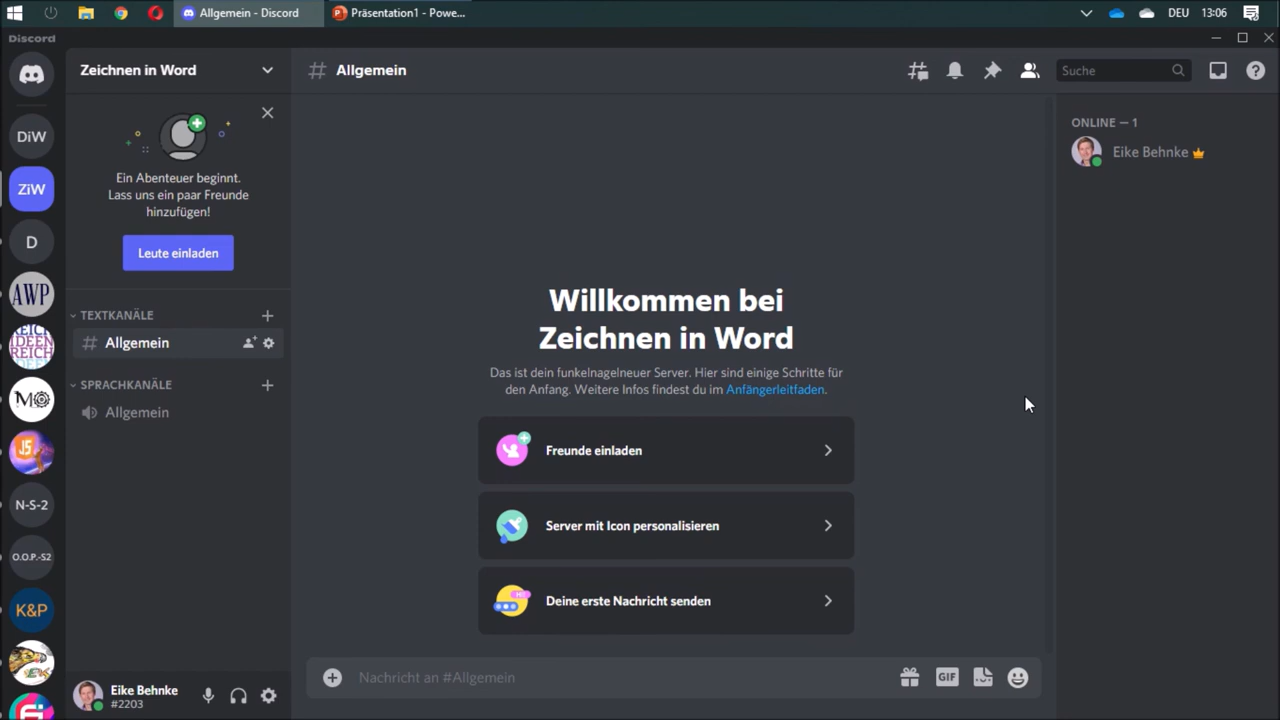 Allgemein - Discord
Präsentation1 - Powe...
DEU
13:06
Discord
Zeichnen in Word
Allgemein
Suche
DiW
ZiW
D
AWP
IDEEN
REICH
JS
N-S-2
O.O.P.-S2
K&P
Ein Abenteuer beginnt.
Lass uns ein paar Freunde
hinzufügen!
Leute einladen
TEXTKANÄLE
Allgemein
SPRACHKANÄLE
Allgemein
Eike Behnke
#2203
Willkommen bei
Zeichnen in Word
Das ist dein funkelnagelneuer Server. Hier sind einige Schritte für
den Anfang. Weitere Infos findest du im Anfängerleitfaden.
Freunde einladen
Server mit Icon personalisieren
Deine erste Nachricht senden
Nachricht an #Allgemein
GIF
ONLINE — 1
Eike Behnke